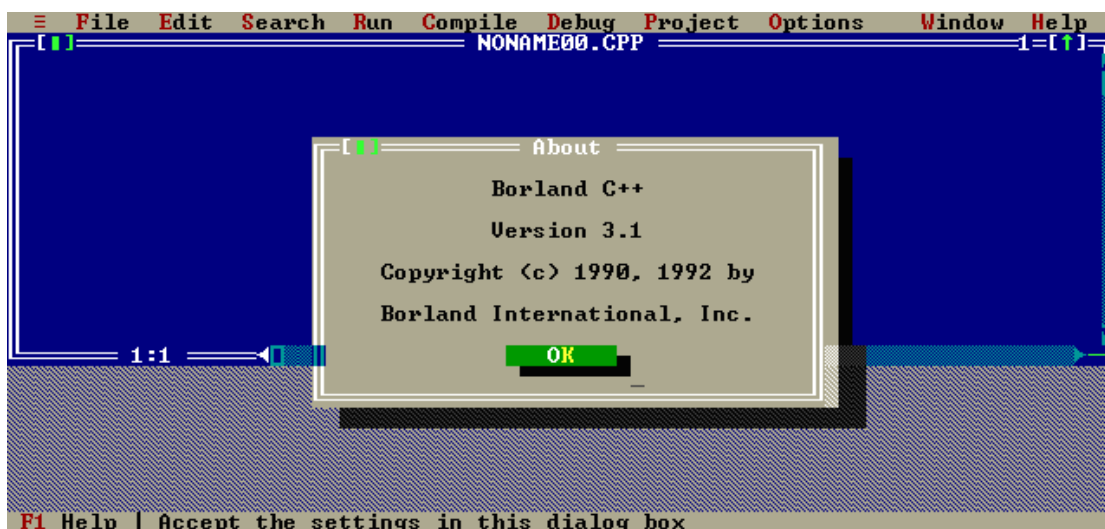 ≡ File Edit Search Run Compile Debug Project Options Window Help
NONAME00.CPP 1=[↑]
About
Borland C++
Version 3.1
Copyright (c) 1990, 1992 by
Borland International, Inc.
1:1
OK
F1 Help | Accept the settings in this dialog box